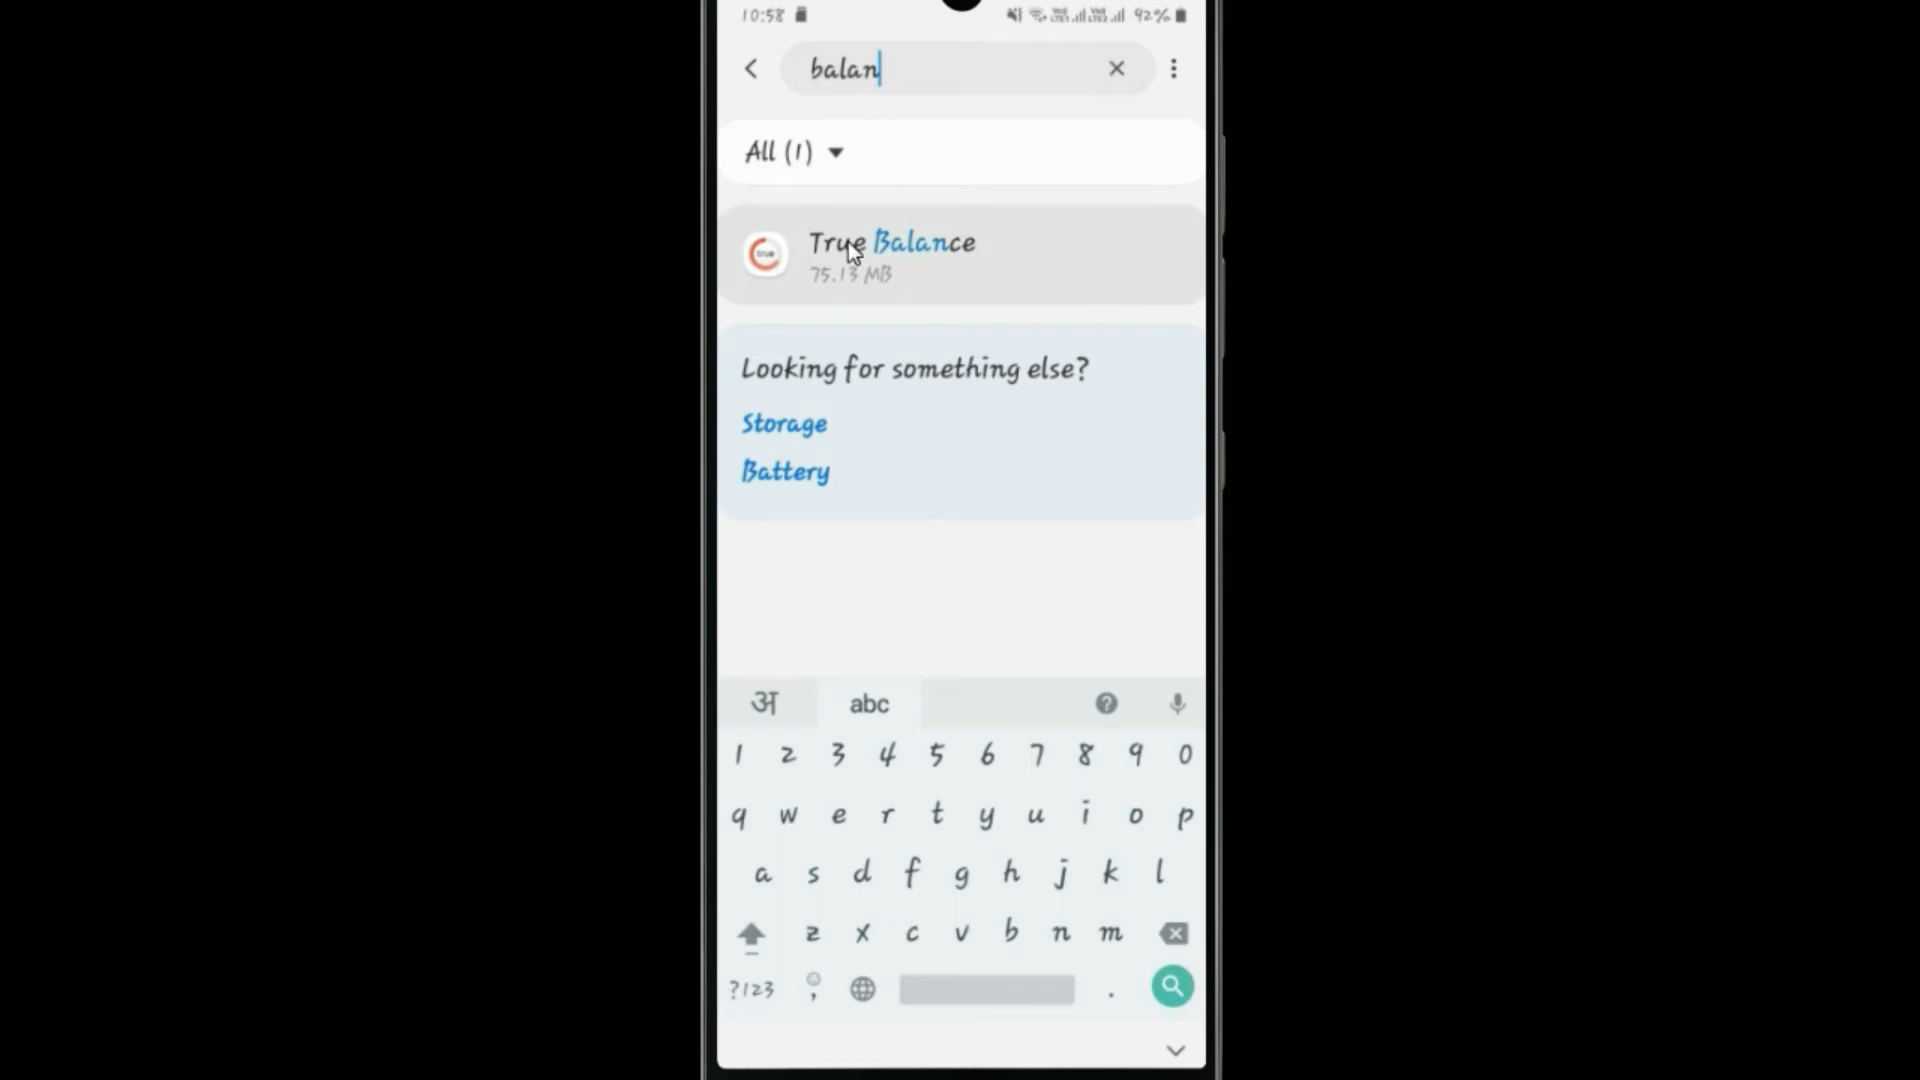 10:58 92%
balan
All (1)
true
True Balance
75.13 MB
Looking for something else?
Storage
Battery
अ abc
1 2 3 4 5 6 7 8 9 0
q w e r t y u i o p
a s d f g h j k l
z x c v b n m
?123 , .